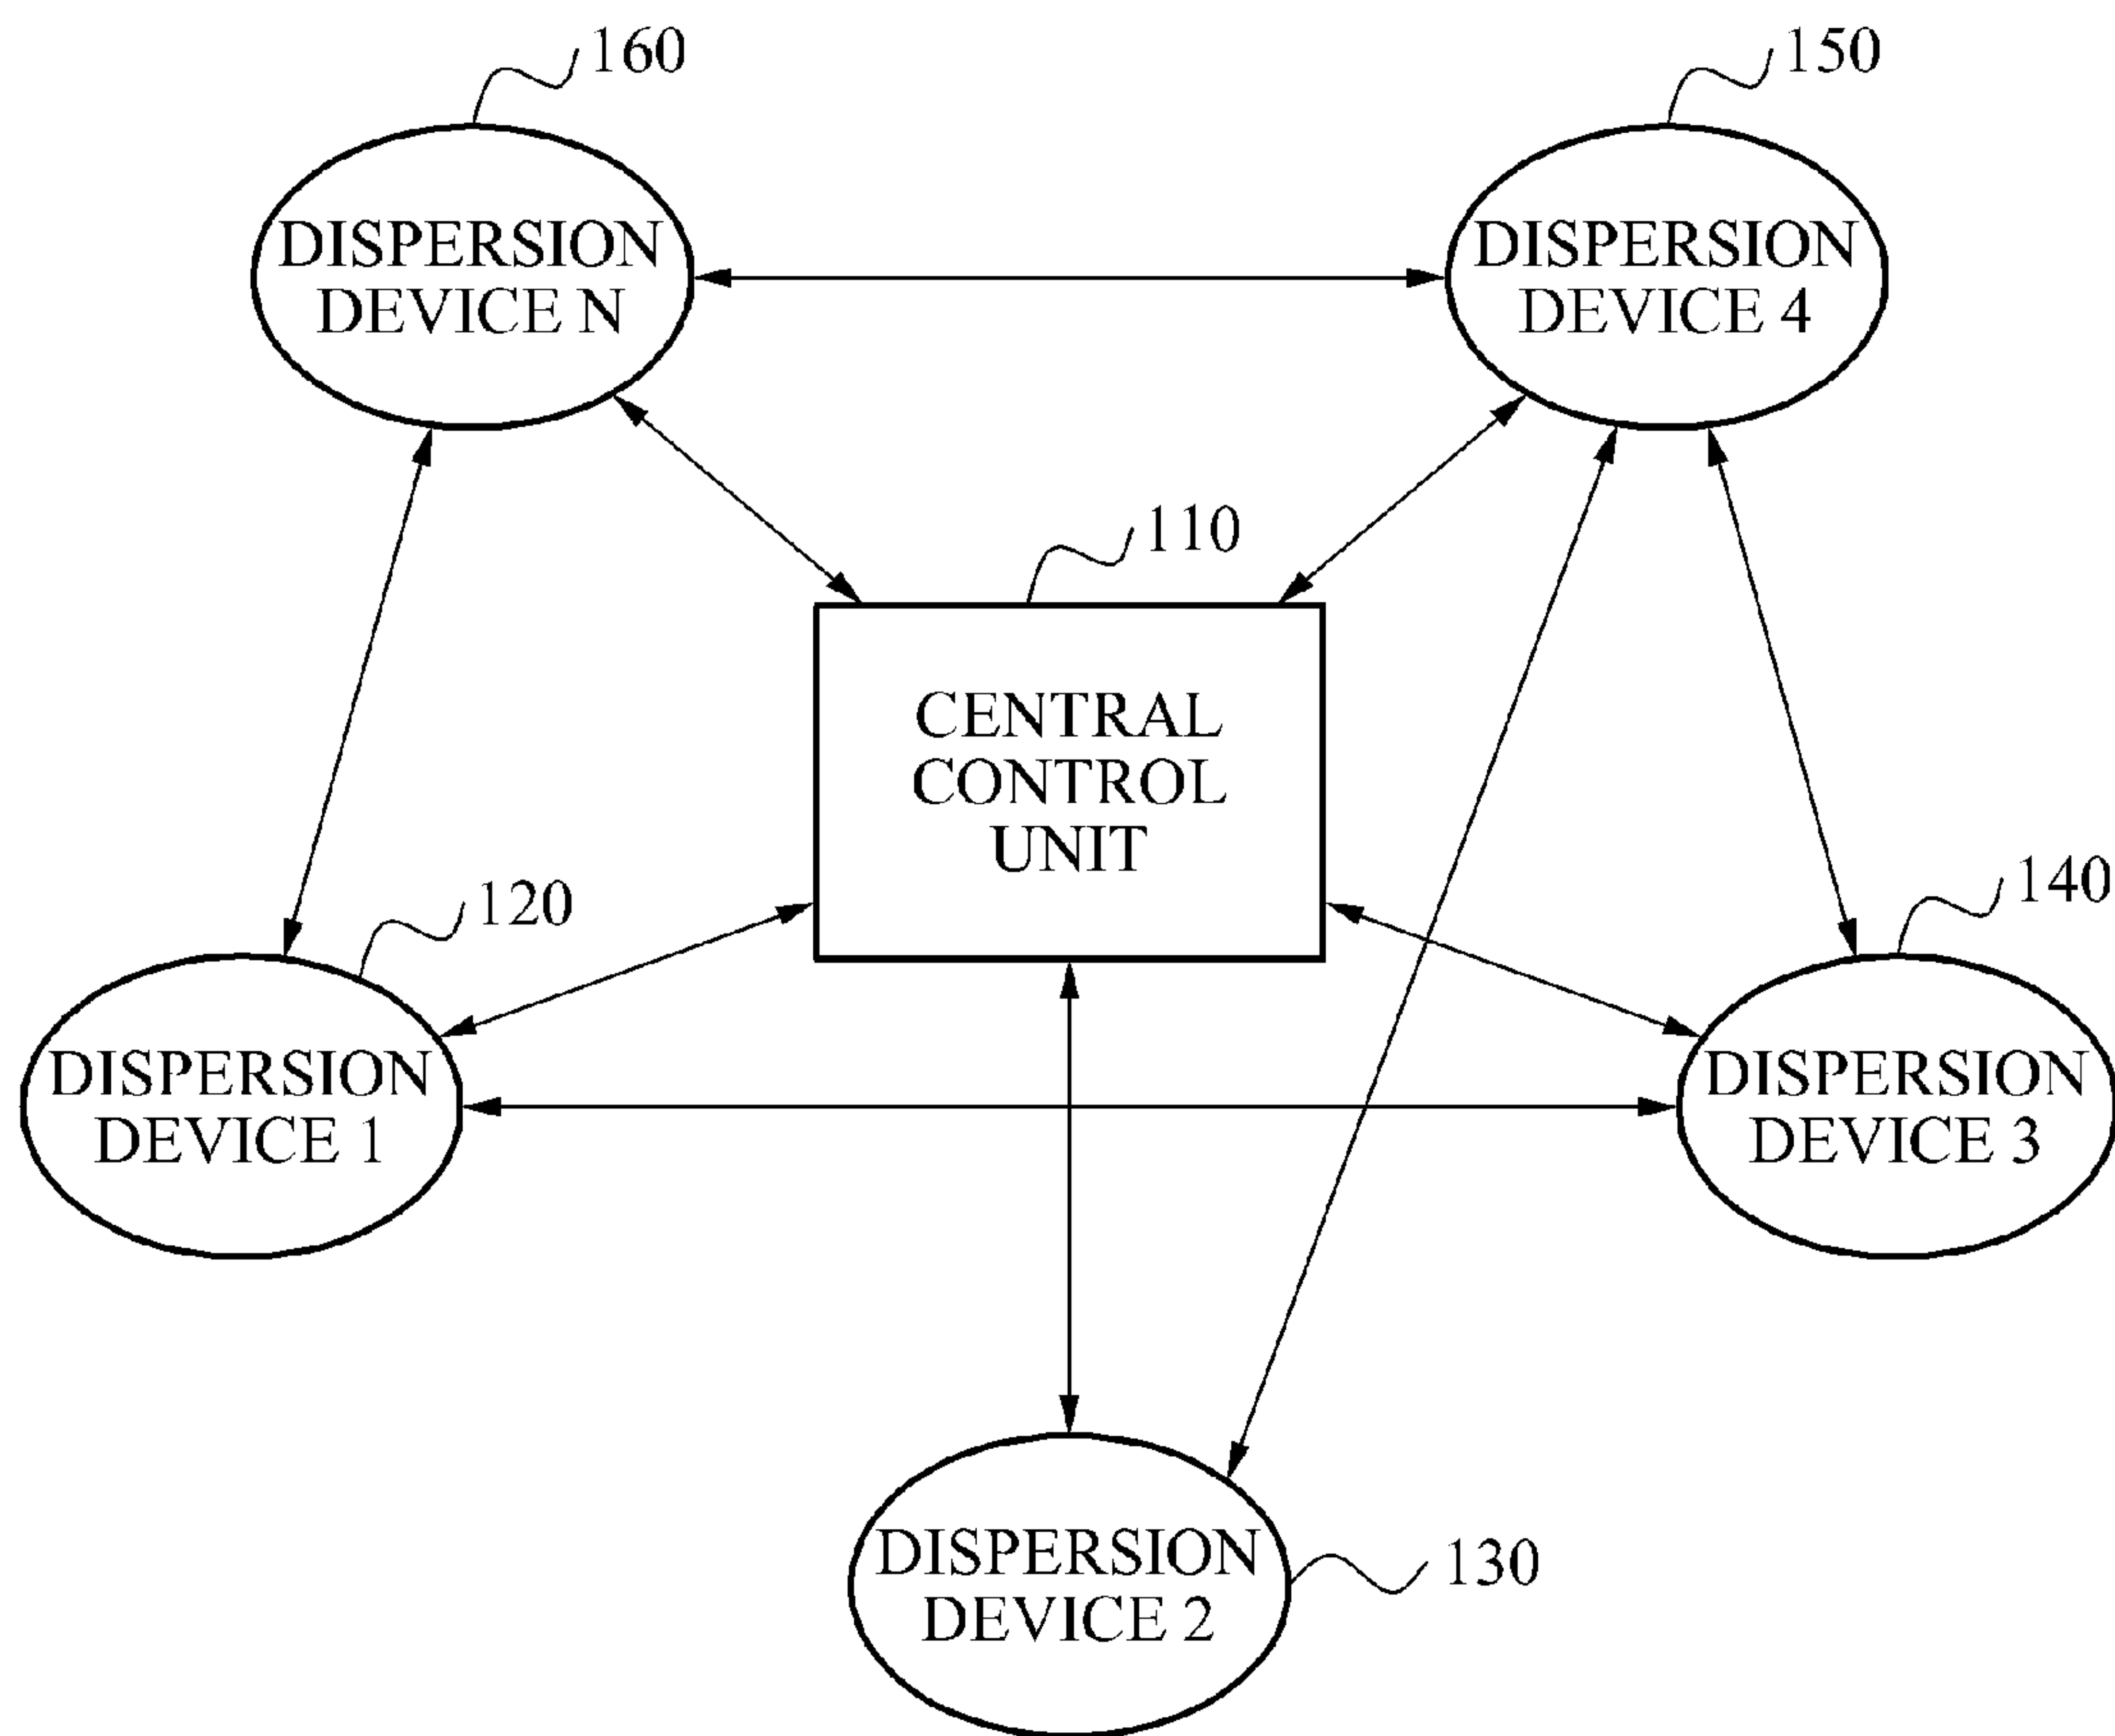 160
150
DISPERSION
DEVICE N
DISPERSION
DEVICE 4
110
CENTRAL
CONTROL
UNIT
120
140
DISPERSION
DEVICE 1
DISPERSION
DEVICE 3
DISPERSION
DEVICE 2
130